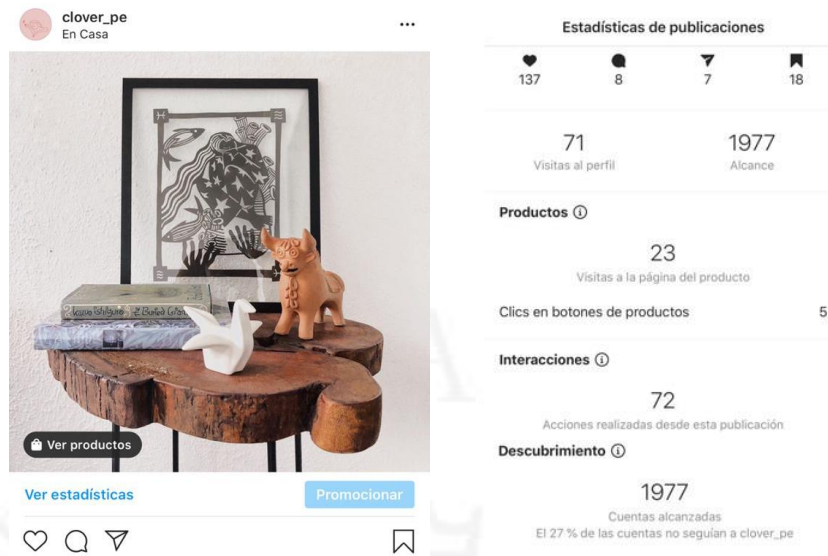 clover_pe
En Casa
Ver productos
Ver estadísticas
Promocionar
Estadísticas de publicaciones
137
8
7
18
71
1977
Visitas al perfil
Alcance
Productos
23
Visitas a la página del producto
Clics en botones de productos
5
Interacciones
72
Acciones realizadas desde esta publicación
Descubrimiento
1977
Cuentas alcanzadas
El 27 % de las cuentas no seguían a clover_pe